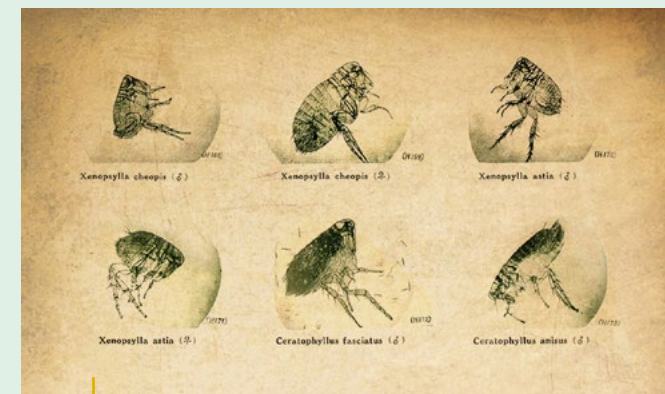 Xenopsylla cheopis (♂)
Xenopsylla cheopis (♀)
Xenopsylla astia (♂)
Xenopsylla astia (♀)
Ceratophyllus fasciatus (♂)
Ceratophyllus anisus (♂)